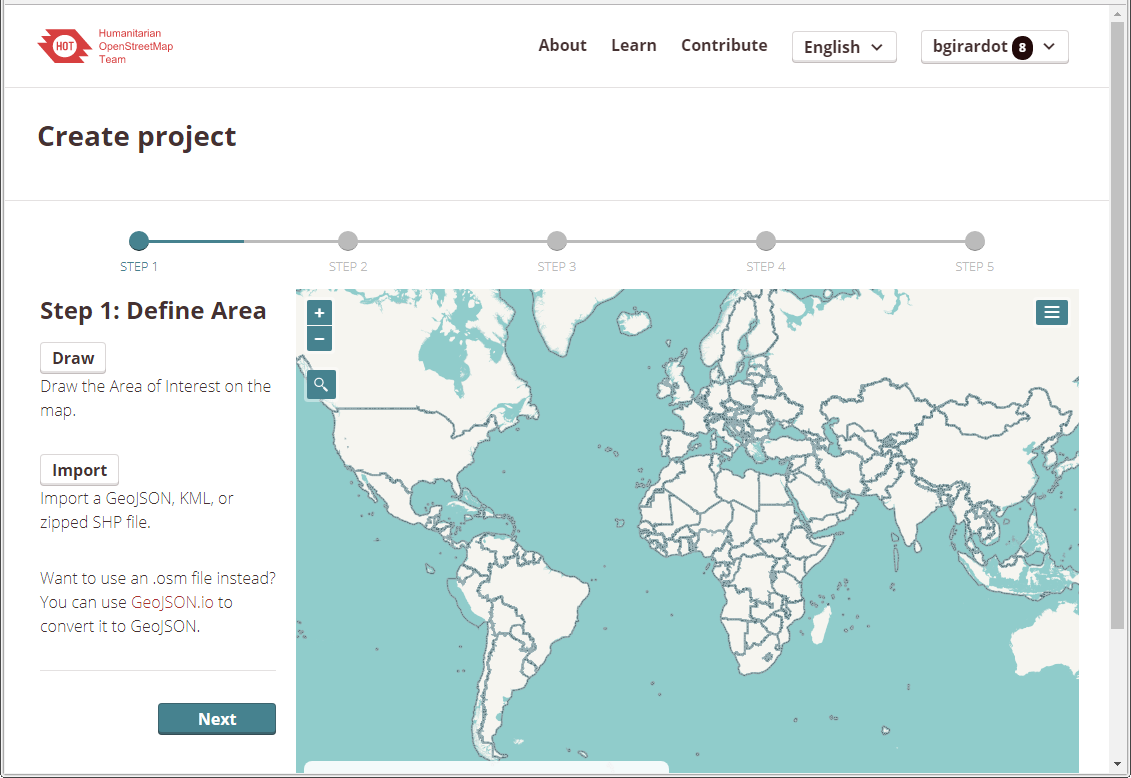 HOT
Humanitarian
OpenStreetMap
Team
About
Learn
Contribute
English
bgirardot 8
Create project
STEP 1
STEP 2
STEP 3
STEP 4
STEP 5
Step 1: Define Area
Draw
Draw the Area of Interest on the
map.
Import
Import a GeoJSON, KML, or
zipped SHP file.
Want to use an .osm file instead?
You can use GeoJSON.io to
convert it to GeoJSON.
Next
+
−